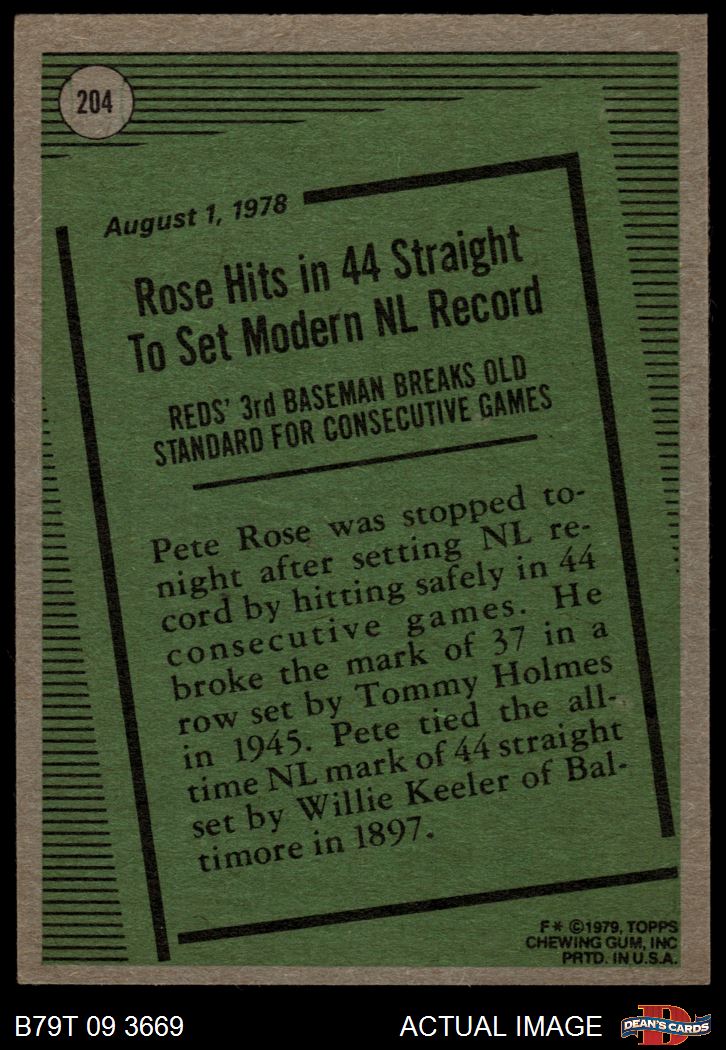 204
August 1, 1978
Rose Hits in 44 Straight
To Set Modern NL Record
REDS' 3rd BASEMAN BREAKS OLD
STANDARD FOR CONSECUTIVE GAMES
Pete Rose was stopped to-
night after setting NL re-
cord by hitting safely in 44
consecutive games. He
broke the mark of 37 in a
row set by Tommy Holmes
in 1945. Pete tied the all-
time NL mark of 44 straight
set by Willie Keeler of Bal-
timore in 1897.
F* ©1979, TOPPS
CHEWING GUM, INC
PRTD. IN U.S.A.
B79T 09 3669
ACTUAL IMAGE
D
DEAN'S CARDS